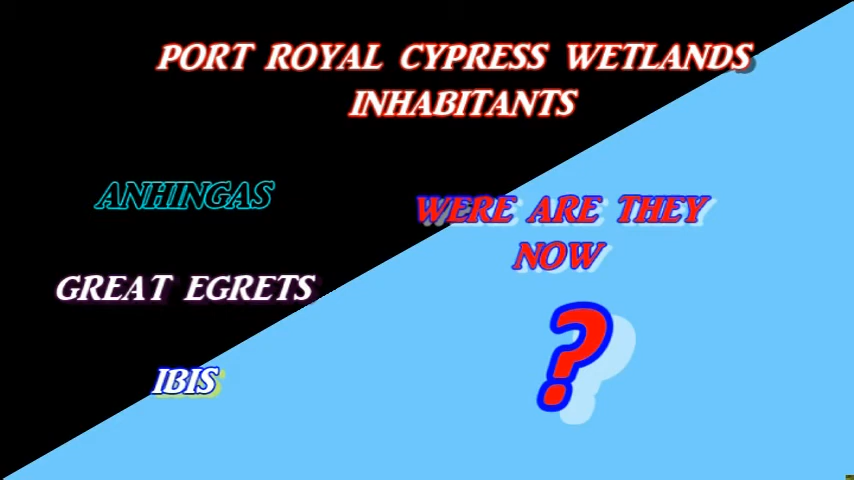 PORT ROYAL CYPRESS WETLANDS
INHABITANTS
ANHINGAS
GREAT EGRETS
IBIS
WERE ARE THEY
NOW
?